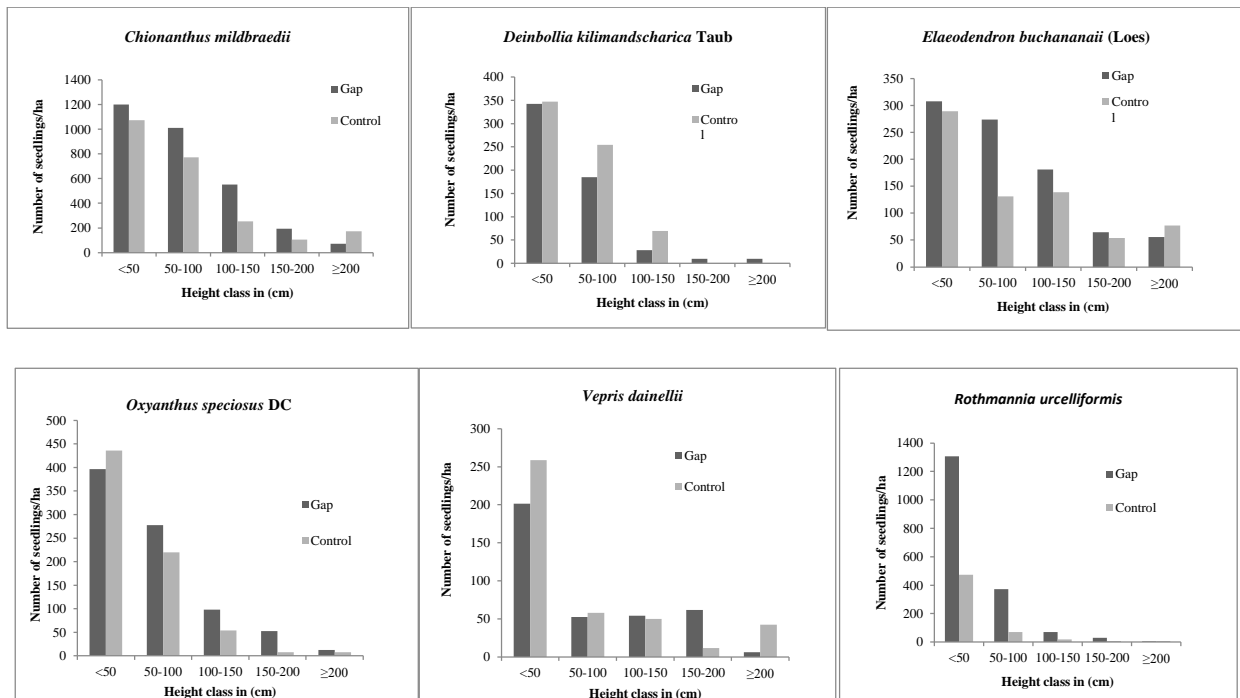 Chionanthus mildbraedii
Number of seedlings/ha
1400
1200
1000
800
600
400
200
0
<50 50-100 100-150 150-200 ≥200
Height class in (cm)
Gap
Control
Deinbollia kilimandscharica Taub
Number of seedlings/ha
400
350
300
250
200
150
100
50
0
<50 50-100 100-150 150-200 ≥200
Height class in (cm)
Gap
Contro
l
Elaeodendron buchananaii (Loes)
Number of seedlings/ha
350
300
250
200
150
100
50
0
<50 50-100 100-150 150-200 ≥200
Height class in (cm)
Gap
Contro
l
Oxyanthus speciosus DC
Number of seedlings/ha
500
450
400
350
300
250
200
150
100
50
0
<50 50-100 100-150 150-200 ≥200
Height class in (cm)
Gap
Control
Vepris dainellii
Number of seedlings/ha
300
250
200
150
100
50
0
<50 50-100 100-150 150-200 ≥200
Height class in (cm)
Gap
Control
Rothmannia urcelliformis
Number of seedlings/ha
1400
1200
1000
800
600
400
200
0
<50 50-100 100-150 150-200 ≥200
Height class in (cm)
Gap
Control